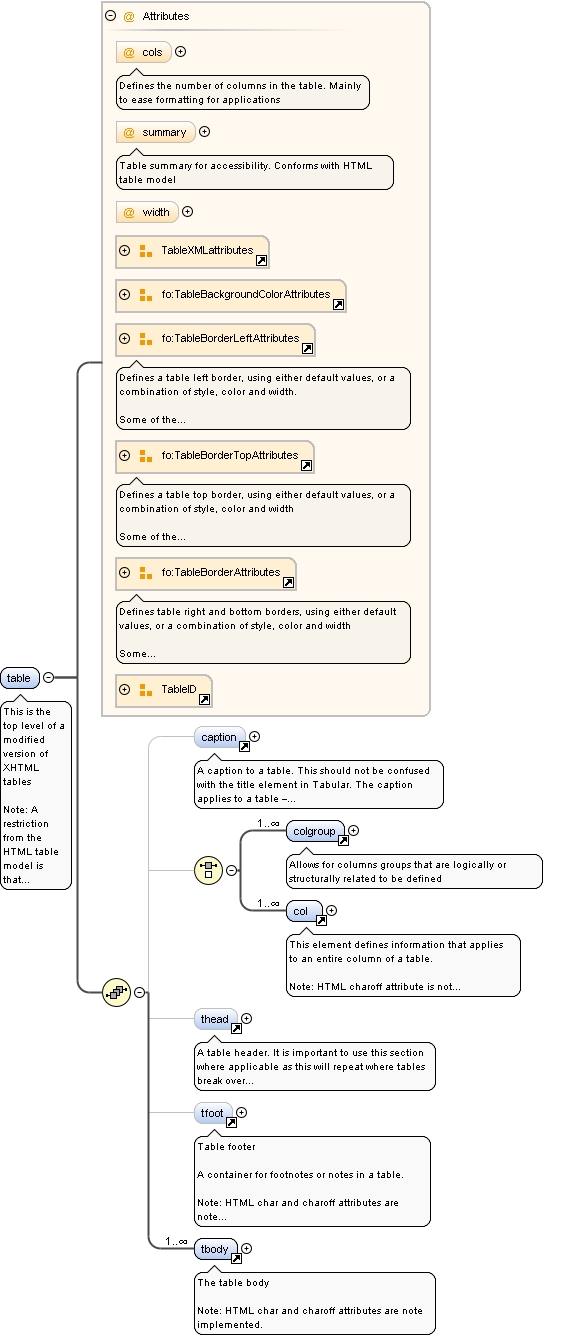 Attributes
@ cols
Defines the number of columns in the table. Mainly
to ease formatting for applications
@ summary
Table summary for accessibility. Conforms with HTML
table model
@ width
TableXMLattributes
fo:TableBackgroundColorAttributes
fo:TableBorderLeftAttributes
Defines a table left border, using either default values, or a
combination of style, color and width.
Some of the...
fo:TableBorderTopAttributes
Defines a table top border, using either default values, or a
combination of style, color and width
Some of the...
fo:TableBorderAttributes
Defines table right and bottom borders, using either default
values, or a combination of style, color and width
Some...
TableID
table
This is the
top level of a
modified
version of
XHTML
tables
Note: A
restriction
from the
HTML table
model is
that...
caption
A caption to a table. This should not be confused
with the title element in Tabular. The caption
applies to a table –...
1..∞
colgroup
Allows for columns groups that are logically or
structurally related to be defined
1..∞
col
This element defines information that applies
to an entire column of a table.
Note: HTML charoff attribute is not...
thead
A table header. It is important to use this section
where applicable as this will repeat where tables
break over...
tfoot
Table footer
A container for footnotes or notes in a table.
Note: HTML char and charoff attributes are
note...
1..∞
tbody
The table body
Note: HTML char and charoff attributes are note
implemented.